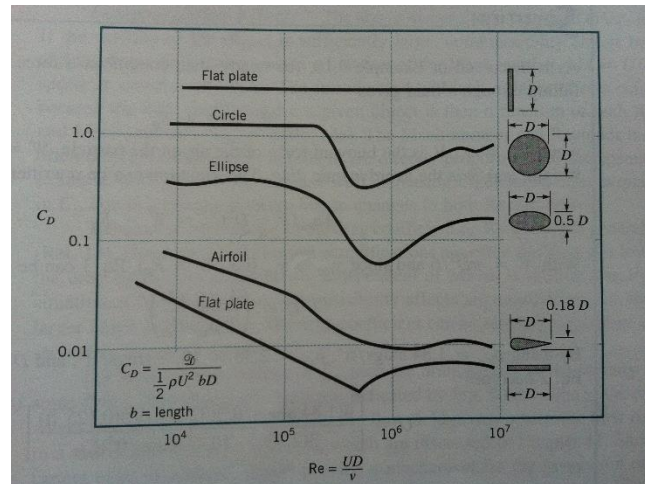 Flat plate
D
Circle
D
D
1.0
Ellipse
D
0.5 D
C_D
0.1
Airfoil
Flat plate
0.18 D
D
0.01
C_D = 𝒟 / (1/2 ρU² bD)
b = length
D
10⁴ 10⁵ 10⁶ 10⁷
Re = UD/ν